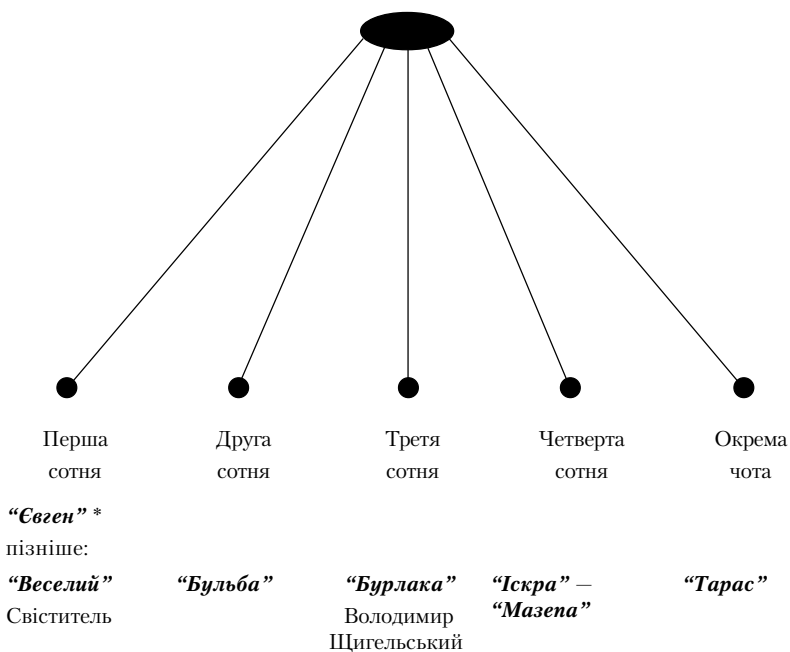 Перша Друга Третя Четверта Окрема
сотня сотня сотня сотня чота
“Євген” *
пізніше:
“Веселий” “Бульба” “Бурлака” “Іскра” – “Тарас”
“Мазепа”
Свіститель Володимир
Щигельський